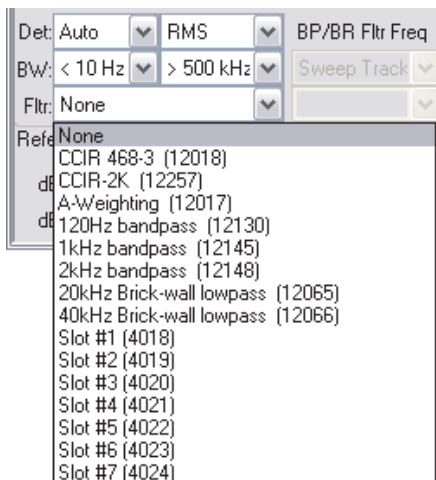 Det: Auto RMS BP/BR Fltr Freq
BW: < 10 Hz > 500 kHz Sweep Track
Fltr: None
Refe None
CCIR 468-3 (12018)
dB CCIR-2K (12257)
A-Weighting (12017)
dB 120Hz bandpass (12130)
1kHz bandpass (12145)
2kHz bandpass (12148)
20kHz Brick-wall lowpass (12065)
40kHz Brick-wall lowpass (12066)
Slot #1 (4018)
Slot #2 (4019)
Slot #3 (4020)
Slot #4 (4021)
Slot #5 (4022)
Slot #6 (4023)
Slot #7 (4024)